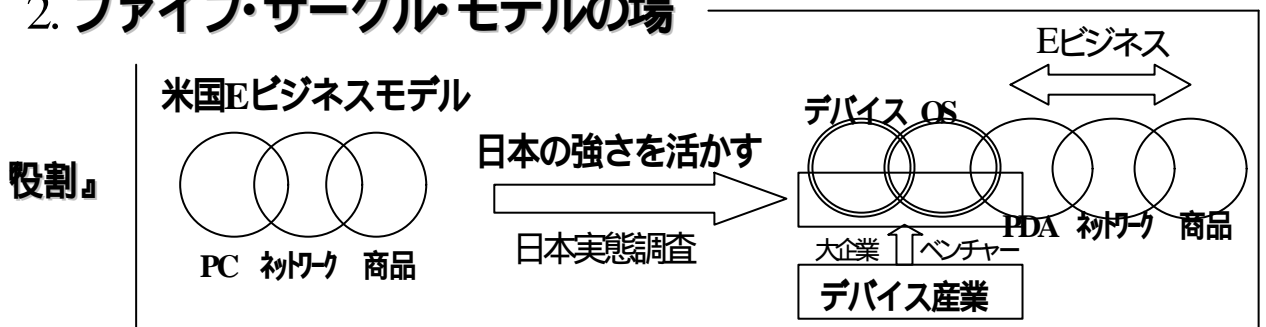 2. ファイブ・サークル・モデルの場
Eビジネス
米国Eビジネスモデル
デバイス OS
日本の強さを活かす
役割』
PDA ネットワーク 商品
日本実態調査
大企業 ベンチャー
PC ネットワーク 商品
デバイス産業